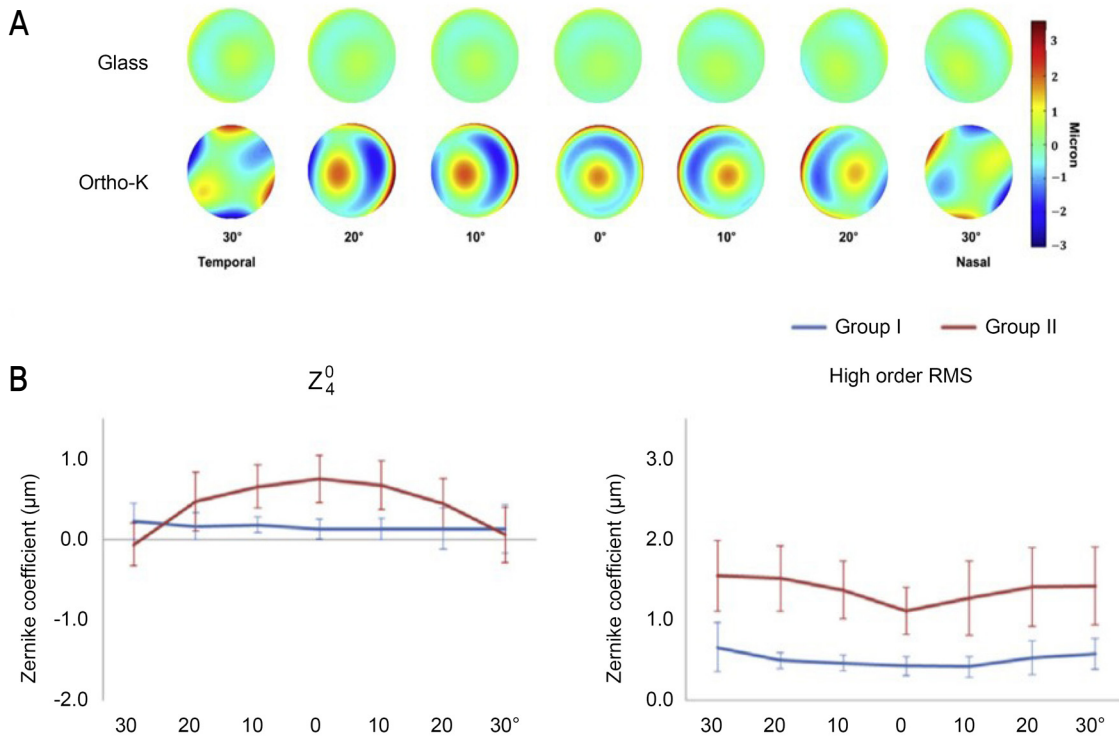 A
Glass
Ortho-K
30° 20° 10° 0° 10° 20° 30°
Temporal Nasal
3
2
1
0
−1
−2
−3
Micron
Group I Group II
B
Z₄⁰
1.0
0.0
-1.0
-2.0
Zernike coefficient (µm)
30 20 10 0 10 20 30°
High order RMS
3.0
2.0
1.0
0.0
Zernike coefficient (µm)
30 20 10 0 10 20 30°